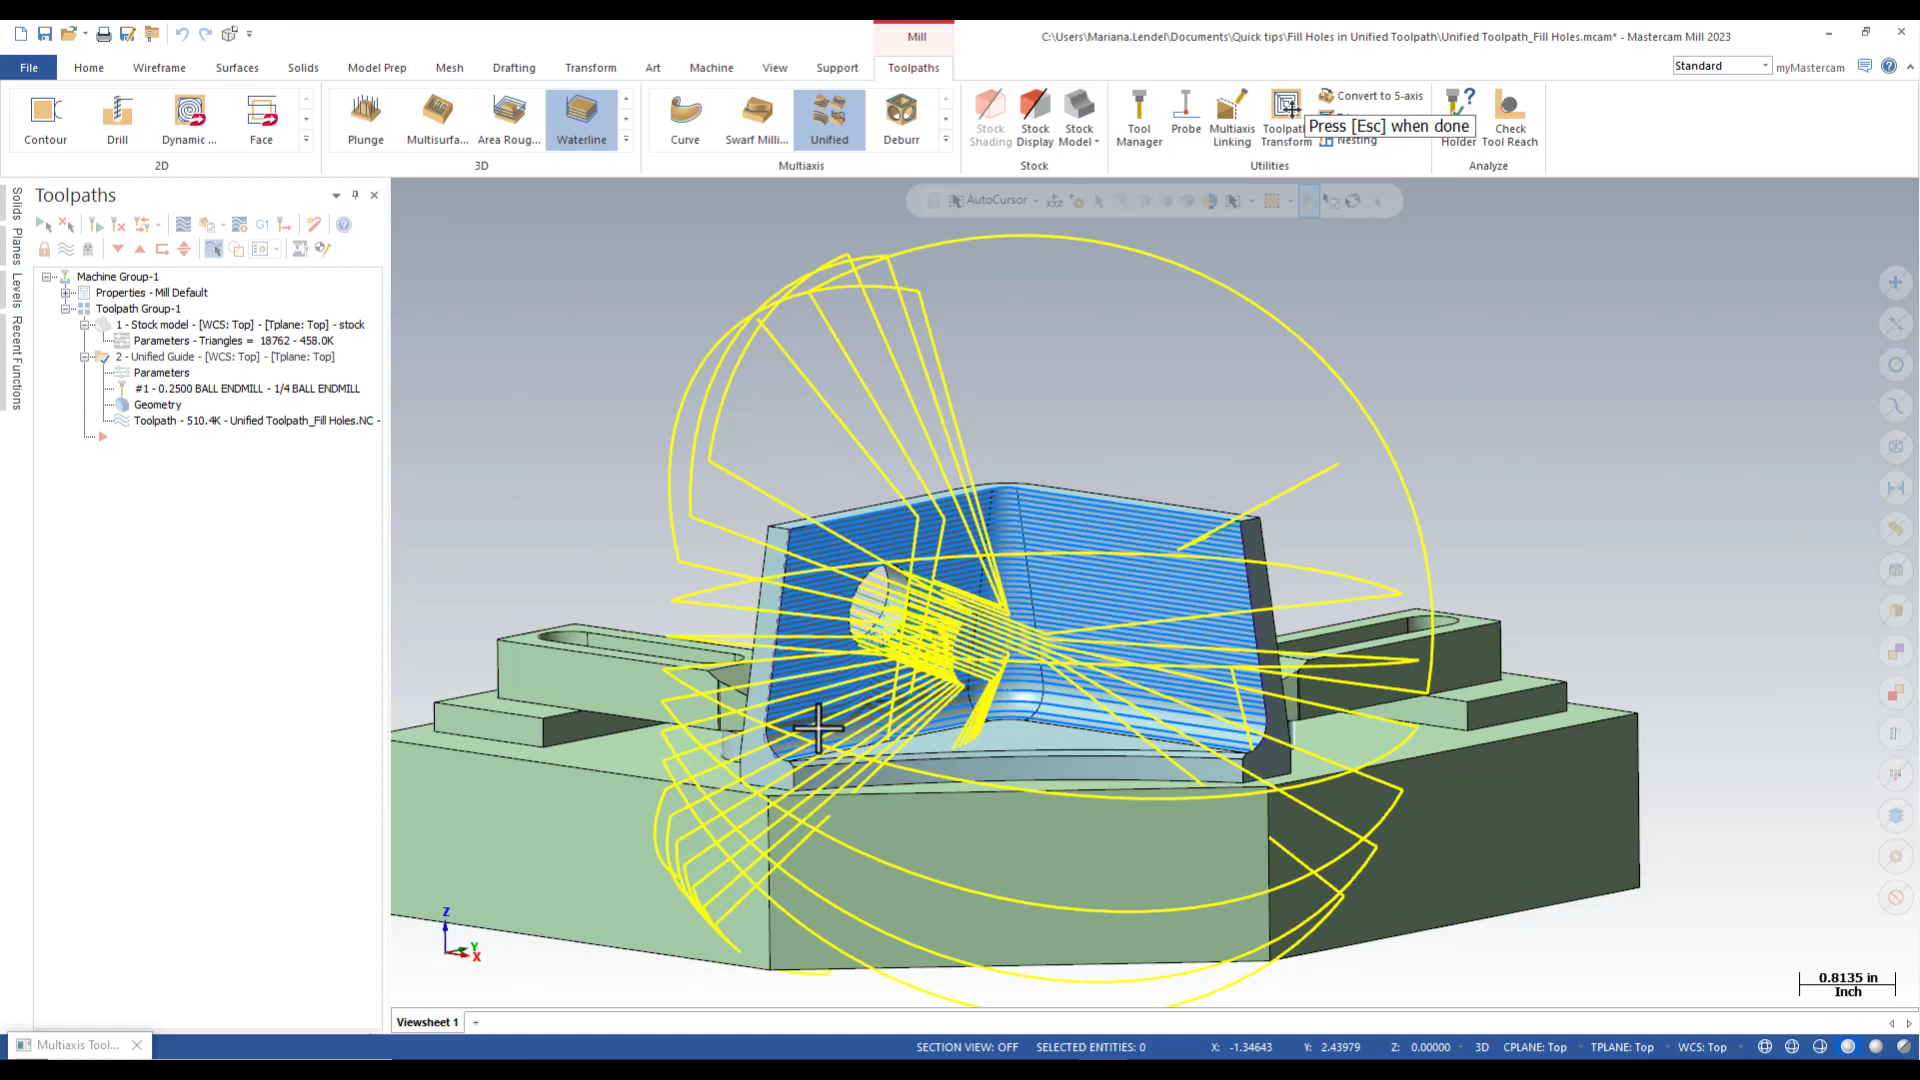 Mill
C:\Users\Mariana.Lendel\Documents\Quick tips\Fill Holes in Unified Toolpath\Unified Toolpath_Fill Holes.mcam* - Mastercam Mill 2023
File Home Wireframe Surfaces Solids Model Prep Mesh Drafting Transform Art Machine View Support Toolpaths
Standard myMastercam
Contour Drill Dynamic ... Face
2D
Plunge Multisurfa... Area Roug... Waterline
3D
Curve Swarf Milli... Unified Deburr
Multiaxis
Stock Shading Stock Display Stock Model
Stock
Tool Manager Probe Multiaxis Linking Toolpath Transform Convert to 5-axis Nesting
Utilities
Press [Esc] when done
Holder Check Tool Reach
Analyze
Toolpaths
Solids
Planes
Levels
Recent Functions
G1
AutoCursor
XYZ
Machine Group-1
Properties - Mill Default
Toolpath Group-1
1 - Stock model - [WCS: Top] - [Tplane: Top] - stock
Parameters - Triangles = 18762 - 458.0K
2 - Unified Guide - [WCS: Top] - [Tplane: Top]
Parameters
#1 - 0.2500 BALL ENDMILL - 1/4 BALL ENDMILL
Geometry
Toolpath - 510.4K - Unified Toolpath_Fill Holes.NC -
Z
Y
X
0.8135 in
Inch
Viewsheet 1 +
Multiaxis Tool...
SECTION VIEW: OFF SELECTED ENTITIES: 0 X: -1.34643 Y: 2.43979 Z: 0.00000 3D CPLANE: Top TPLANE: Top WCS: Top